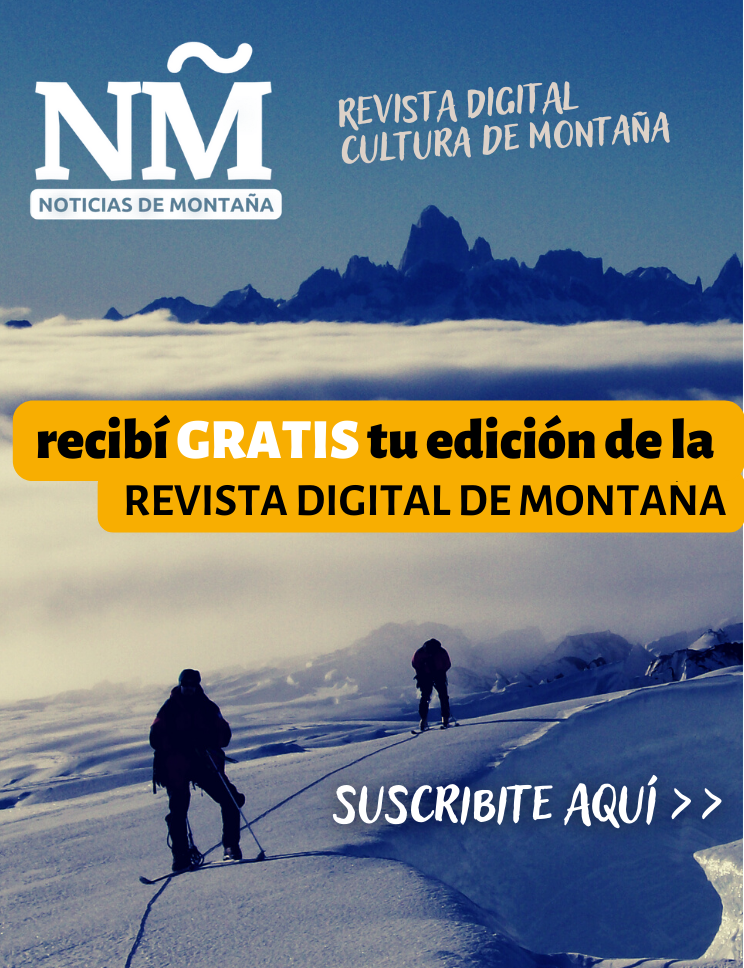 NM̃
NOTICIAS DE MONTAÑA
REVISTA DIGITAL
CULTURA DE MONTAÑA
recibí GRATIS tu edición de la
REVISTA DIGITAL DE MONTAÑA
SUSCRIBITE AQUÍ >>